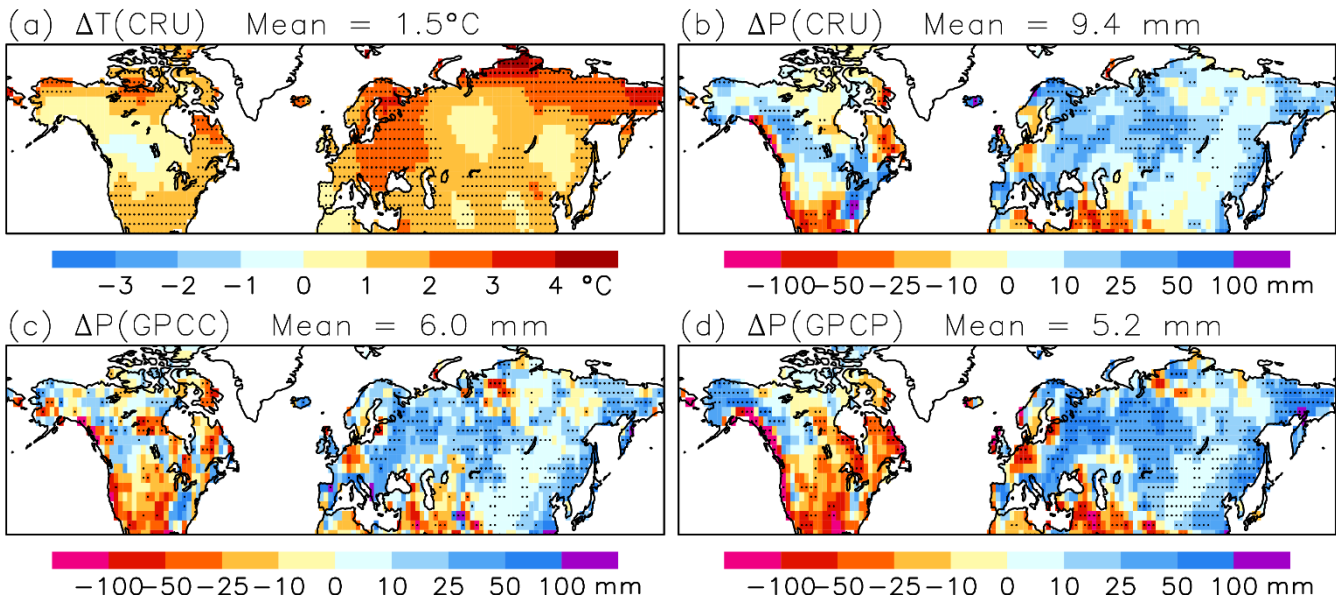 (a) ΔT(CRU) Mean = 1.5°C
(b) ΔP(CRU) Mean = 9.4 mm
-3 -2 -1 0 1 2 3 4 °C
-100 -50 -25 -10 0 10 25 50 100 mm
(c) ΔP(GPCC) Mean = 6.0 mm
(d) ΔP(GPCP) Mean = 5.2 mm
-100 -50 -25 -10 0 10 25 50 100 mm
-100 -50 -25 -10 0 10 25 50 100 mm